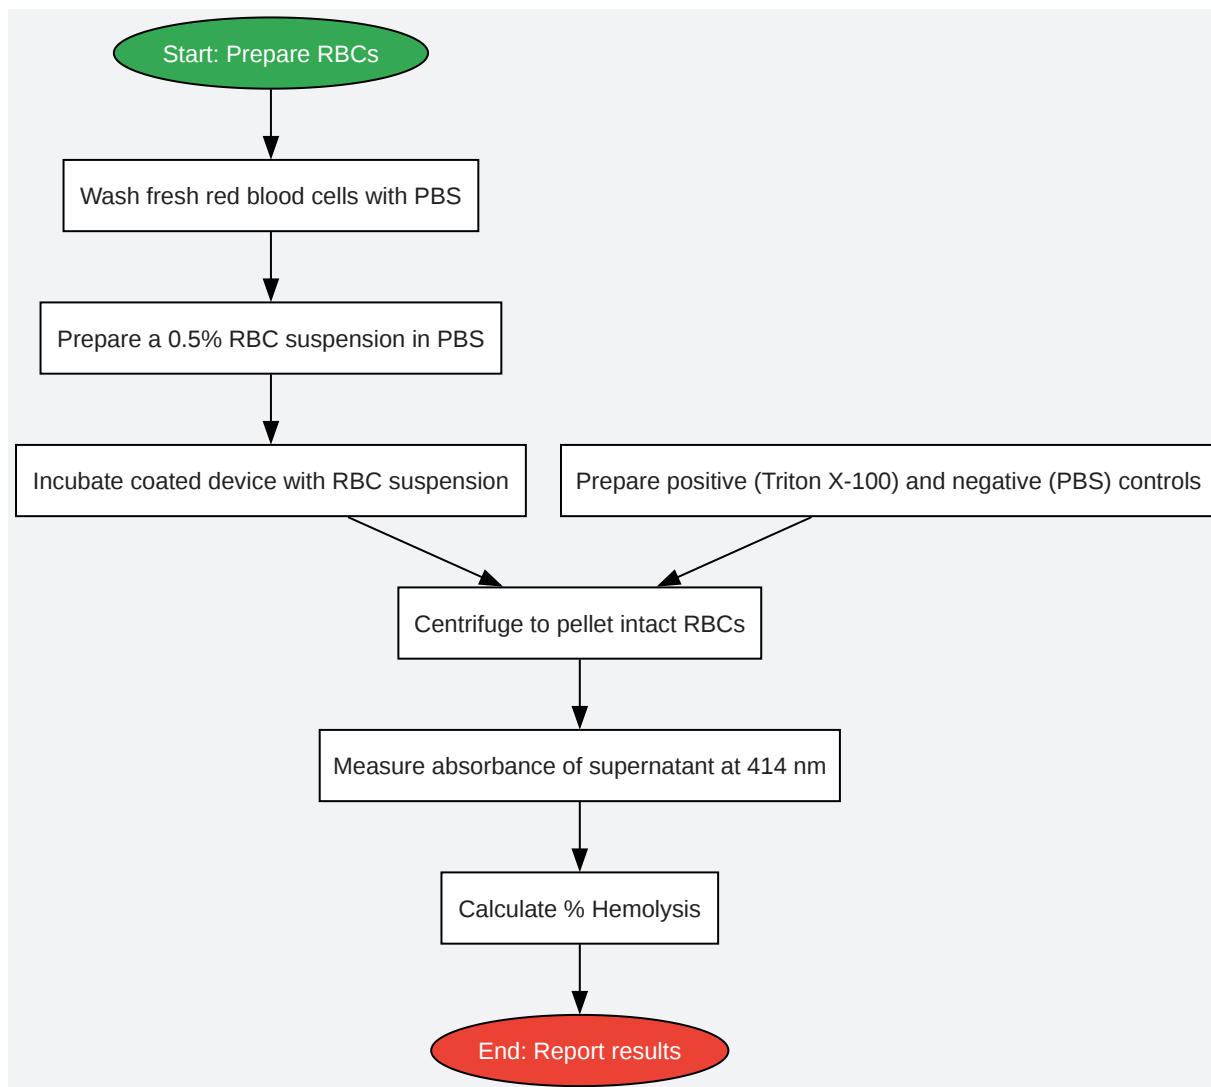 Start: Prepare RBCs
Wash fresh red blood cells with PBS
Prepare a 0.5% RBC suspension in PBS
Incubate coated device with RBC suspension
Prepare positive (Triton X-100) and negative (PBS) controls
Centrifuge to pellet intact RBCs
Measure absorbance of supernatant at 414 nm
Calculate % Hemolysis
End: Report results